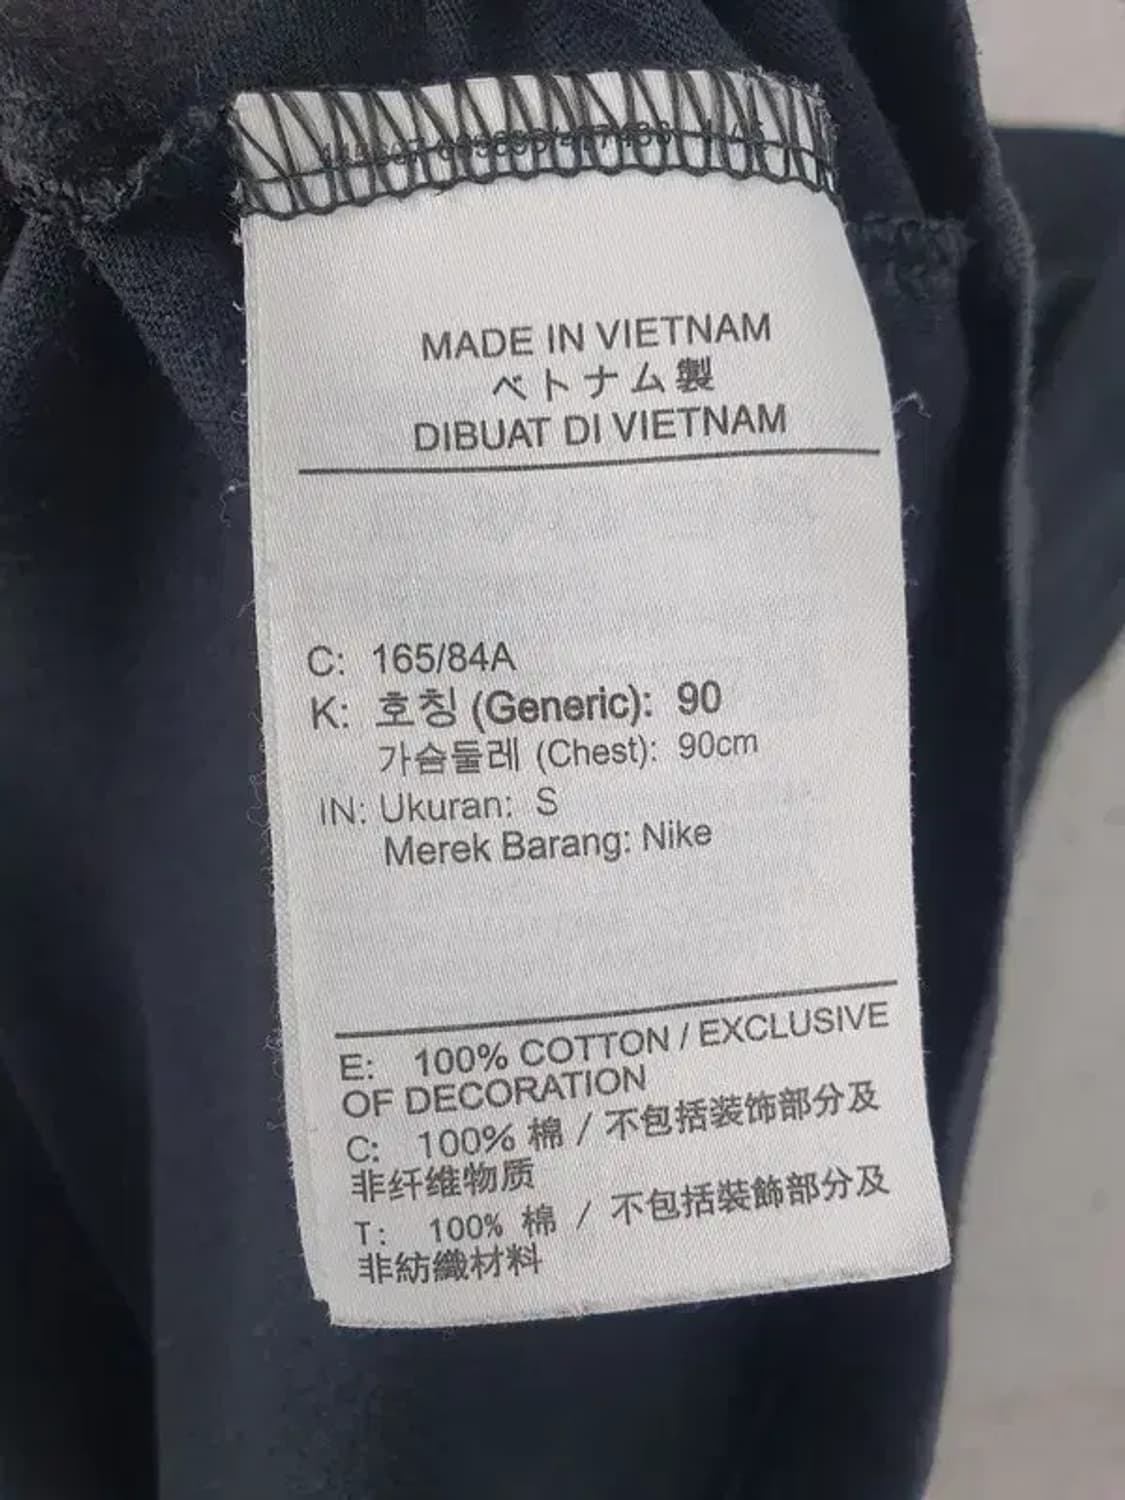 MADE IN VIETNAM
ベトナム製
DIBUAT DI VIETNAM
C: 165/84A
K: 호칭 (Generic): 90
가슴둘레 (Chest): 90cm
IN: Ukuran: S
Merek Barang: Nike
E: 100% COTTON / EXCLUSIVE
OF DECORATION
C: 100% 棉 / 不包括装饰部分及
非纤维物质
T: 100% 棉 / 不包括裝飾部分及
非紡織材料